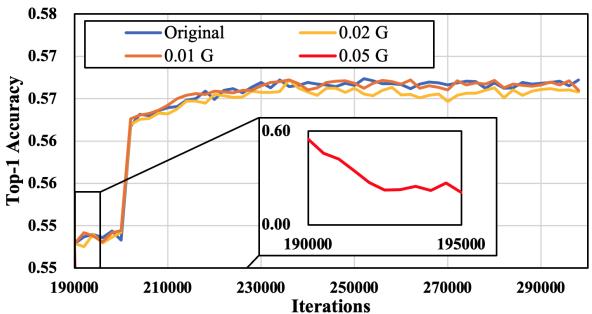 0.58
Original
0.02 G
0.01 G
0.05 G
0.57
0.57
0.56
0.56
0.55
0.55
Top-1 Accuracy
0.60
0.00
190000
195000
190000
210000
230000
250000
270000
290000
Iterations